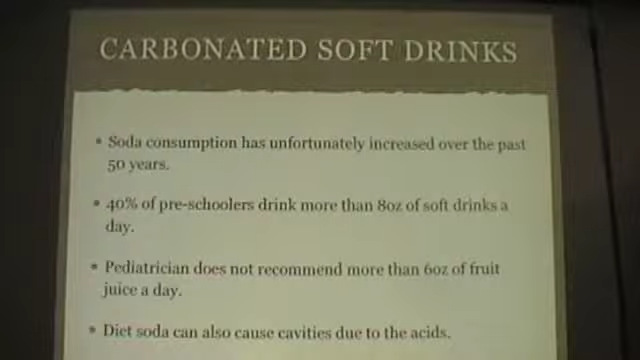 CARBONATED SOFT DRINKS
* Soda consumption has unfortunately increased over the past
50 years.
* 40% of pre-schoolers drink more than 8oz of soft drinks a
day.
* Pediatrician does not recommend more than 6oz of fruit
juice a day.
* Diet soda can also cause cavities due to the acids.